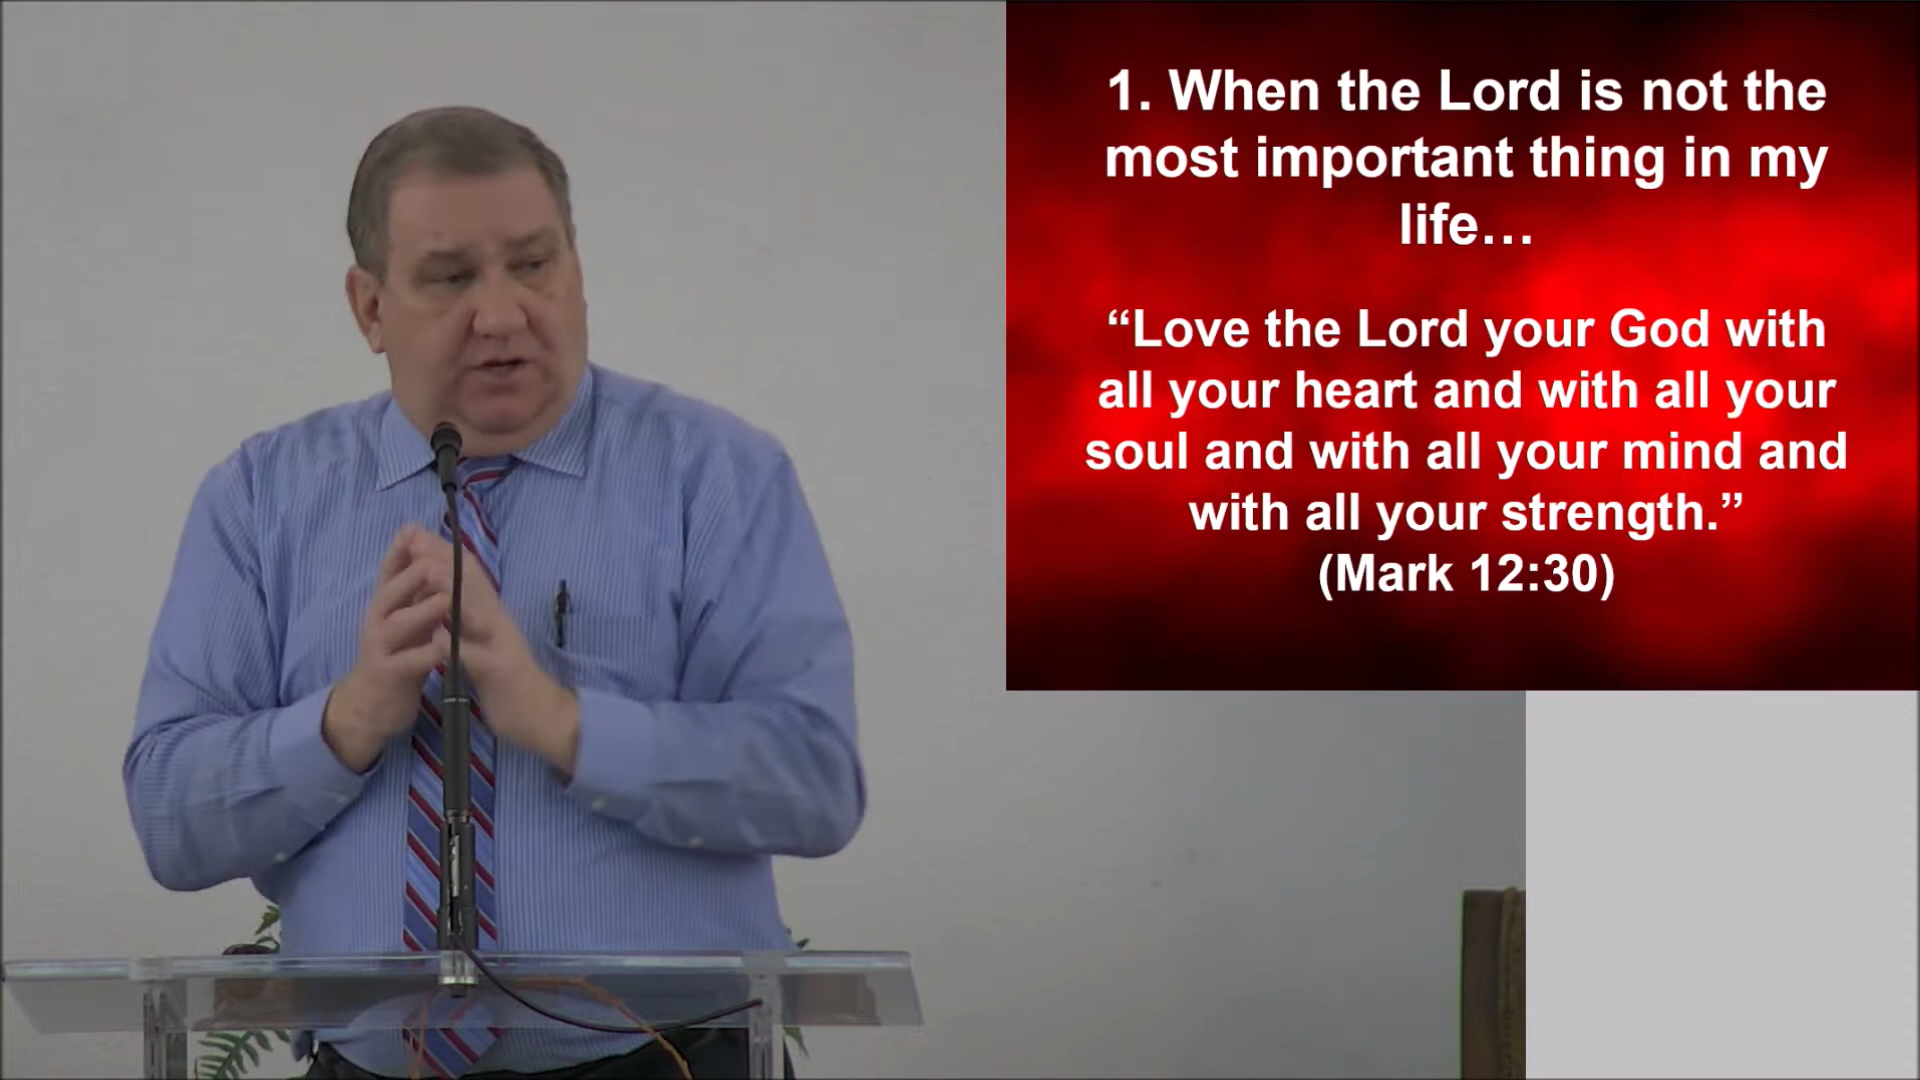 1. When the Lord is not the
most important thing in my
life…
“Love the Lord your God with
all your heart and with all your
soul and with all your mind and
with all your strength.”
(Mark 12:30)